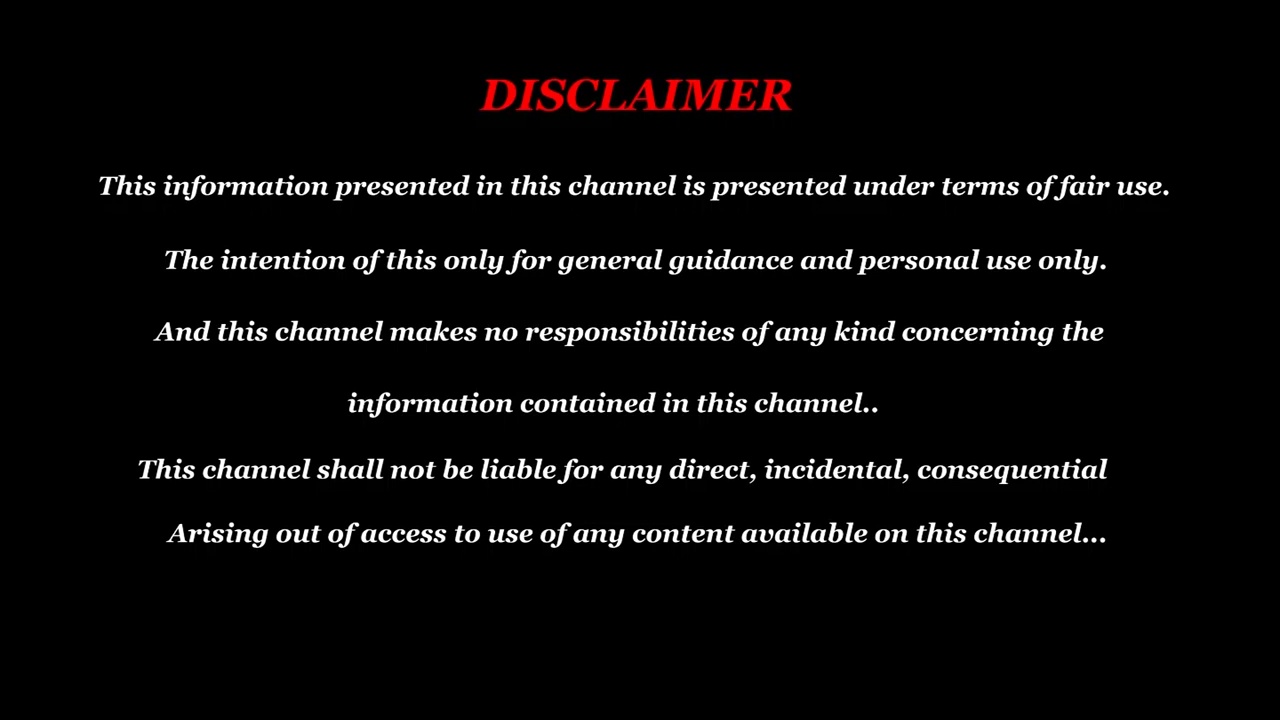 DISCLAIMER
This information presented in this channel is presented under terms of fair use.
The intention of this only for general guidance and personal use only.
And this channel makes no responsibilities of any kind concerning the
information contained in this channel..
This channel shall not be liable for any direct, incidental, consequential
Arising out of access to use of any content available on this channel...